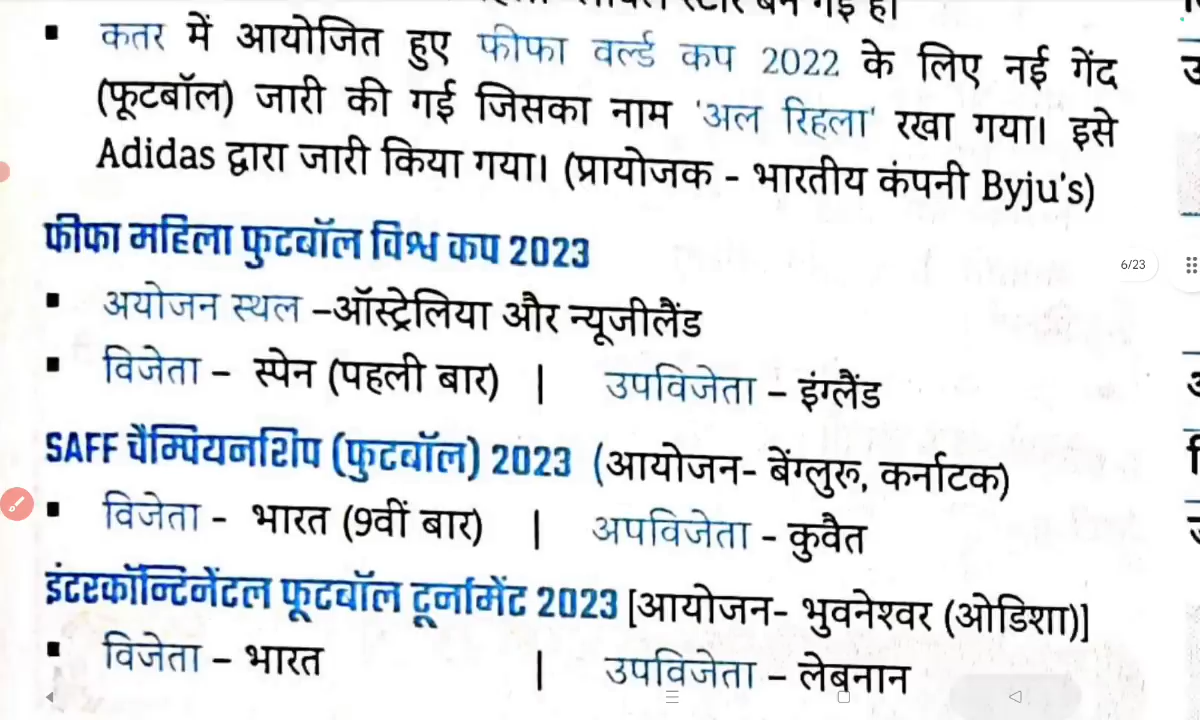 ▪ कतर में आयोजित हुए फीफा वर्ल्ड कप 2022 के लिए नई गेंद
(फूटबॉल) जारी की गई जिसका नाम 'अल रिहला' रखा गया। इसे
Adidas द्वारा जारी किया गया। (प्रायोजक - भारतीय कंपनी Byju's)
फीफा महिला फुटबॉल विश्व कप 2023
6/23
▪ अयोजन स्थल –ऑस्ट्रेलिया और न्यूजीलैंड
▪ विजेता – स्पेन (पहली बार) | उपविजेता – इंग्लैंड
SAFF चैम्पियनशिप (फुटबॉल) 2023 (आयोजन- बेंग्लुरू, कर्नाटक)
▪ विजेता - भारत (9वीं बार) | अपविजेता - कुवैत
इंटरकॉन्टिनेंटल फूटबॉल टूर्नामेंट 2023 [आयोजन- भुवनेश्वर (ओडिशा)]
▪ विजेता – भारत | उपविजेता – लेबनान